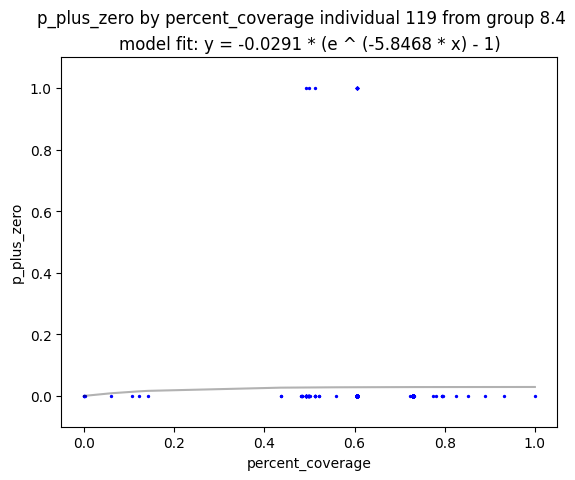 p_plus_zero by percent_coverage individual 119 from group 8.4
model fit: y = -0.0291 * (e ^ (-5.8468 * x) - 1)
1.0
0.8
0.6
0.4
0.2
0.0
p_plus_zero
0.0 0.2 0.4 0.6 0.8 1.0
percent_coverage